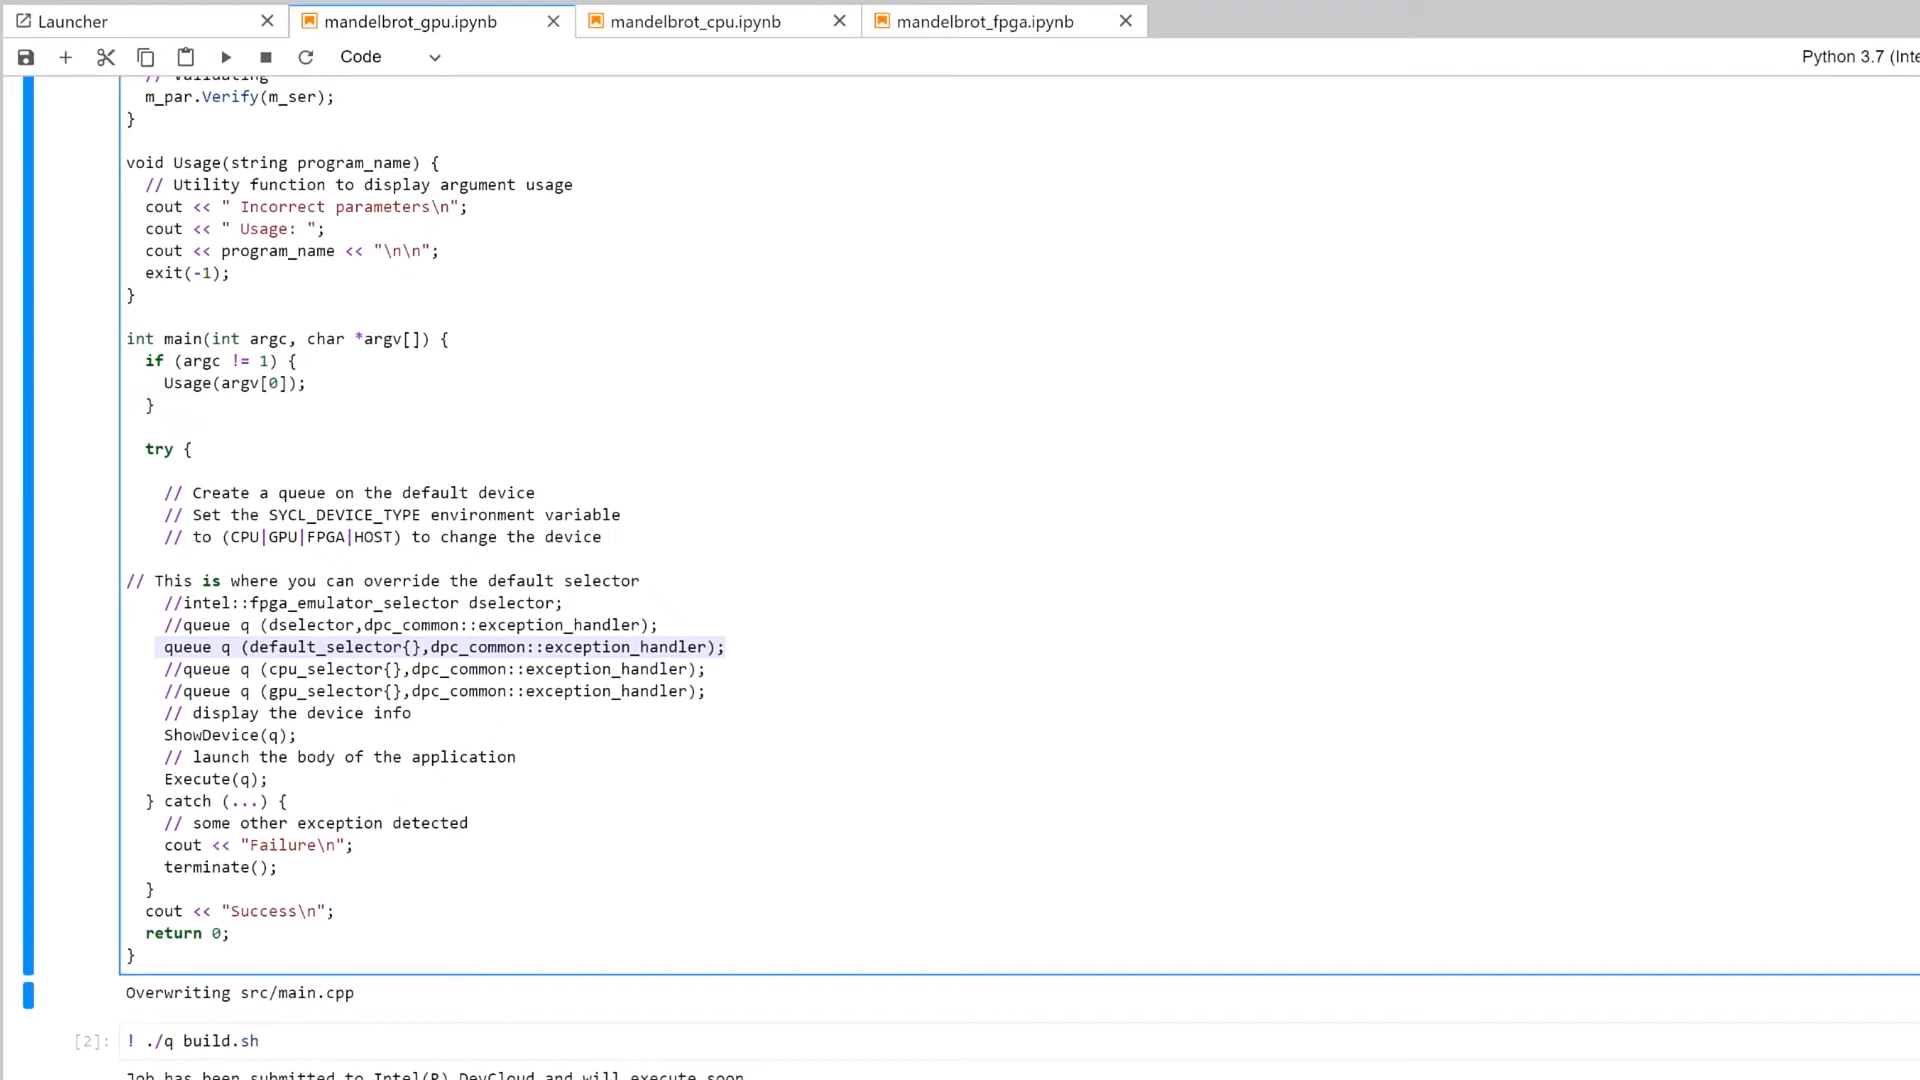 Launcher
mandelbrot_gpu.ipynb
mandelbrot_cpu.ipynb
mandelbrot_fpga.ipynb
Code
Python 3.7 (Inte
// Validating
m_par.Verify(m_ser);
}
void Usage(string program_name) {
// Utility function to display argument usage
cout << " Incorrect parameters\n";
cout << " Usage: ";
cout << program_name << "\n\n";
exit(-1);
}
int main(int argc, char *argv[]) {
if (argc != 1) {
Usage(argv[0]);
}
try {
// Create a queue on the default device
// Set the SYCL_DEVICE_TYPE environment variable
// to (CPU|GPU|FPGA|HOST) to change the device
// This is where you can override the default selector
//intel::fpga_emulator_selector dselector;
//queue q (dselector,dpc_common::exception_handler);
queue q (default_selector{},dpc_common::exception_handler);
//queue q (cpu_selector{},dpc_common::exception_handler);
//queue q (gpu_selector{},dpc_common::exception_handler);
// display the device info
ShowDevice(q);
// launch the body of the application
Execute(q);
} catch (...) {
// some other exception detected
cout << "Failure\n";
terminate();
}
cout << "Success\n";
return 0;
}
Overwriting src/main.cpp
[2]: ! ./q build.sh
Job has been submitted to Intel(R) DevCloud and will execute soon